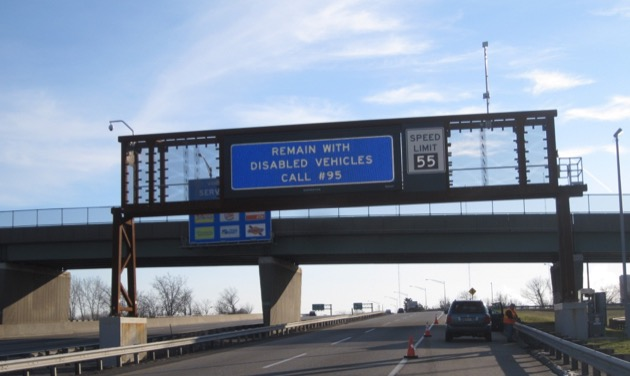 REMAIN WITH
DISABLED VEHICLES
CALL #95
SPEED
LIMIT
55